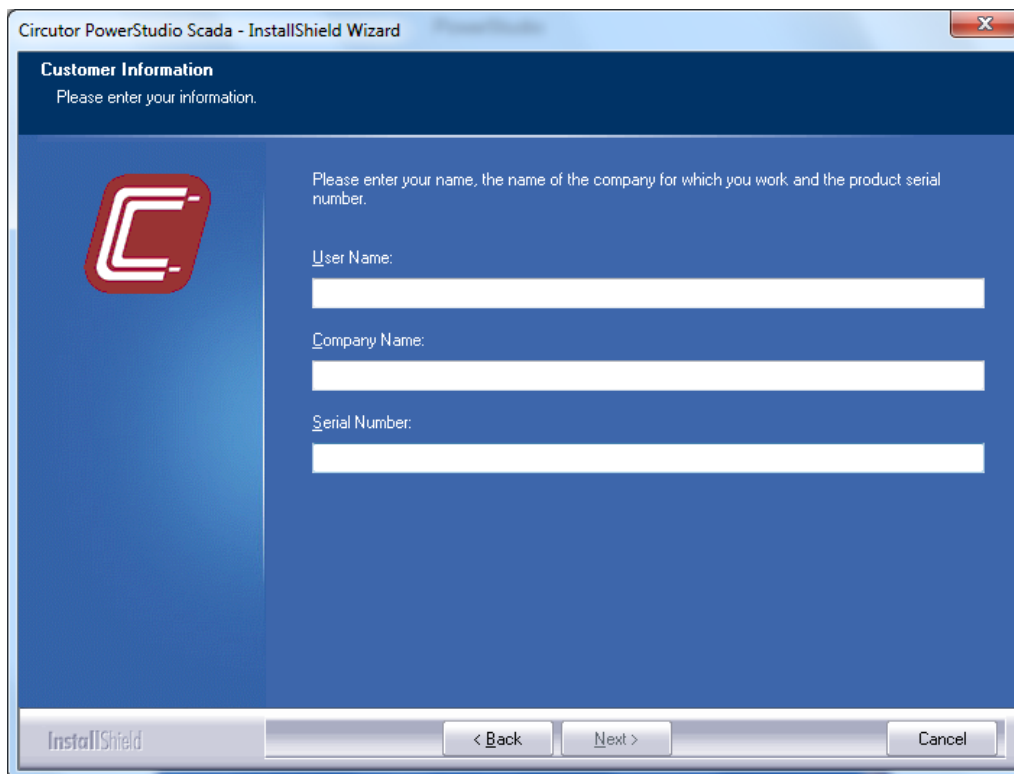 Circutor PowerStudio Scada - InstallShield Wizard
Customer Information
Please enter your information.
Please enter your name, the name of the company for which you work and the product serial
number.
User Name:
Company Name:
Serial Number:
InstallShield
< Back
Next >
Cancel